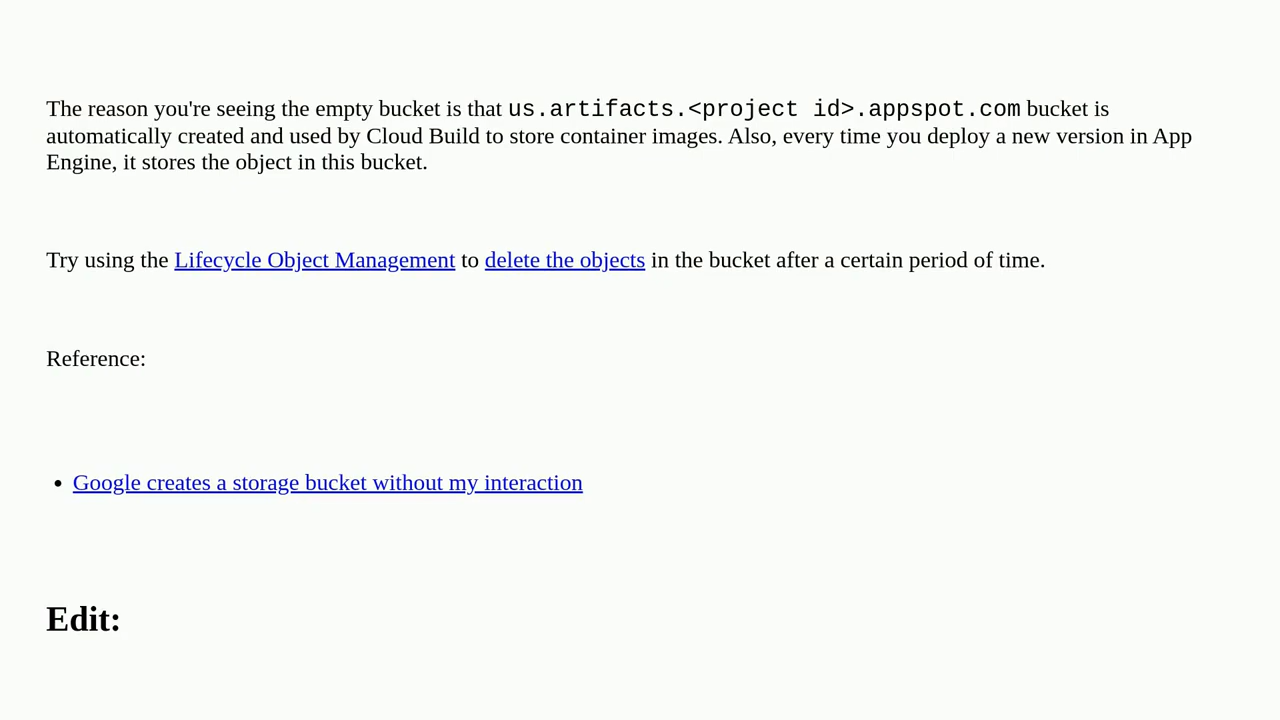 The reason you're seeing the empty bucket is that us.artifacts.<project id>.appspot.com bucket is
automatically created and used by Cloud Build to store container images. Also, every time you deploy a new version in App
Engine, it stores the object in this bucket.
Try using the Lifecycle Object Management to delete the objects in the bucket after a certain period of time.
Reference:
• Google creates a storage bucket without my interaction
Edit: